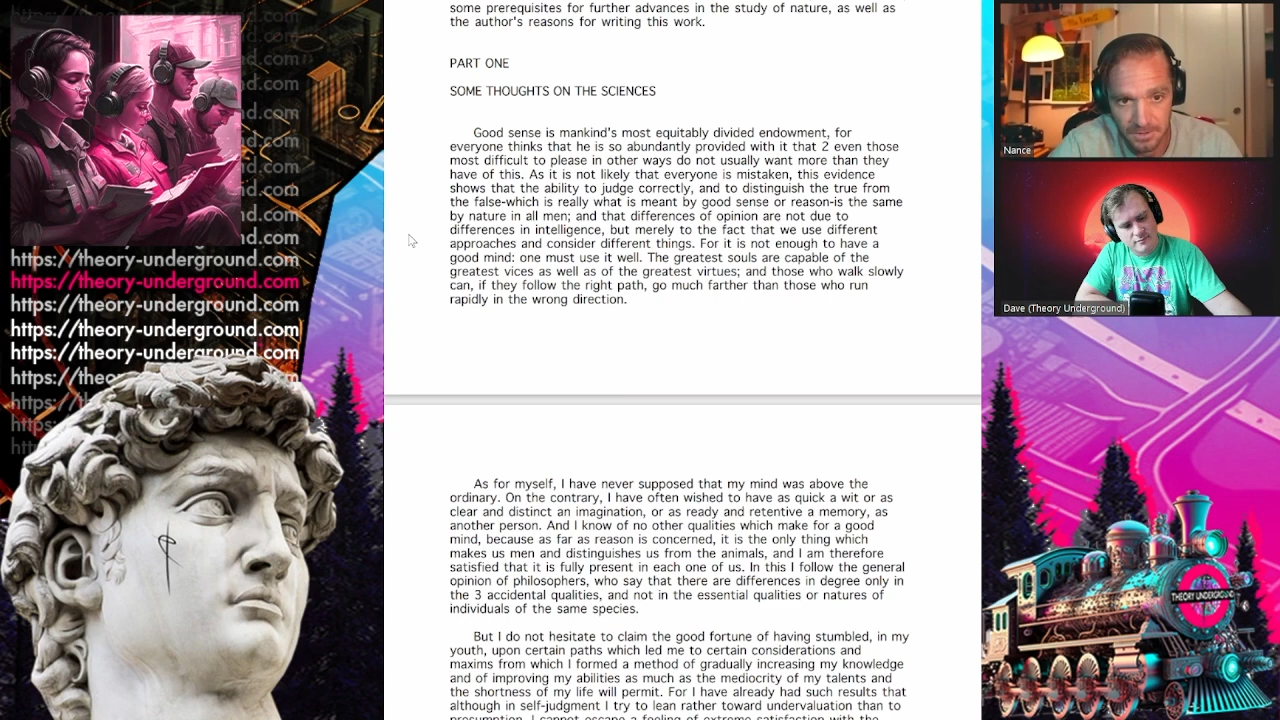 https://theory-underground.com
https://theory-underground.com
https://theory-underground.com
https://theory-underground.com
https://theory-underground.com
https://theory-underground.com
some prerequisites for further advances in the study of nature, as well as
the author's reasons for writing this work.
PART ONE
SOME THOUGHTS ON THE SCIENCES
Good sense is mankind's most equitably divided endowment, for
everyone thinks that he is so abundantly provided with it that 2 even those
most difficult to please in other ways do not usually want more than they
have of this. As it is not likely that everyone is mistaken, this evidence
shows that the ability to judge correctly, and to distinguish the true from
the false-which is really what is meant by good sense or reason-is the same
by nature in all men; and that differences of opinion are not due to
differences in intelligence, but merely to the fact that we use different
approaches and consider different things. For it is not enough to have a
good mind: one must use it well. The greatest souls are capable of the
greatest vices as well as of the greatest virtues; and those who walk slowly
can, if they follow the right path, go much farther than those who run
rapidly in the wrong direction.
As for myself, I have never supposed that my mind was above the
ordinary. On the contrary, I have often wished to have as quick a wit or as
clear and distinct an imagination, or as ready and retentive a memory, as
another person. And I know of no other qualities which make for a good
mind, because as far as reason is concerned, it is the only thing which
makes us men and distinguishes us from the animals, and I am therefore
satisfied that it is fully present in each one of us. In this I follow the general
opinion of philosophers, who say that there are differences in degree only in
the 3 accidental qualities, and not in the essential qualities or natures of
individuals of the same species.
But I do not hesitate to claim the good fortune of having stumbled, in my
youth, upon certain paths which led me to certain considerations and
maxims from which I formed a method of gradually increasing my knowledge
and of improving my abilities as much as the mediocrity of my talents and
the shortness of my life will permit. For I have already had such results that
although in self-judgment I try to lean rather toward undervaluation than to
presumption, I cannot escape a feeling of extreme satisfaction with the
Nance
Dave (Theory Underground)
THEORY UNDERGROUND